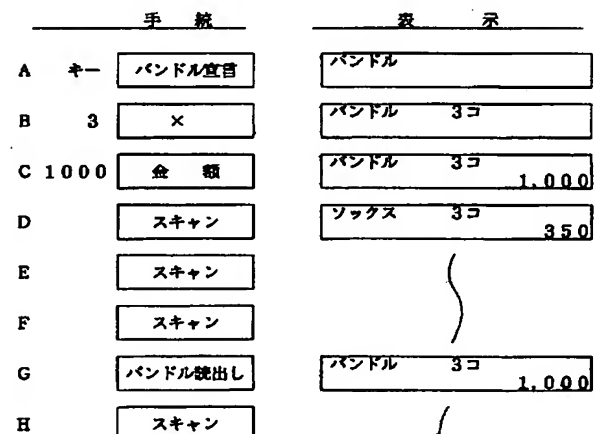 手 続 表 示
A キー バンドル宣言 バンドル
B 3 × バンドル 3コ
C 1000 金 額 バンドル 3コ 1,000
D スキャン ソックス 3コ 350
E スキャン
F スキャン
G バンドル読出し バンドル 3コ 1,000
H スキャン